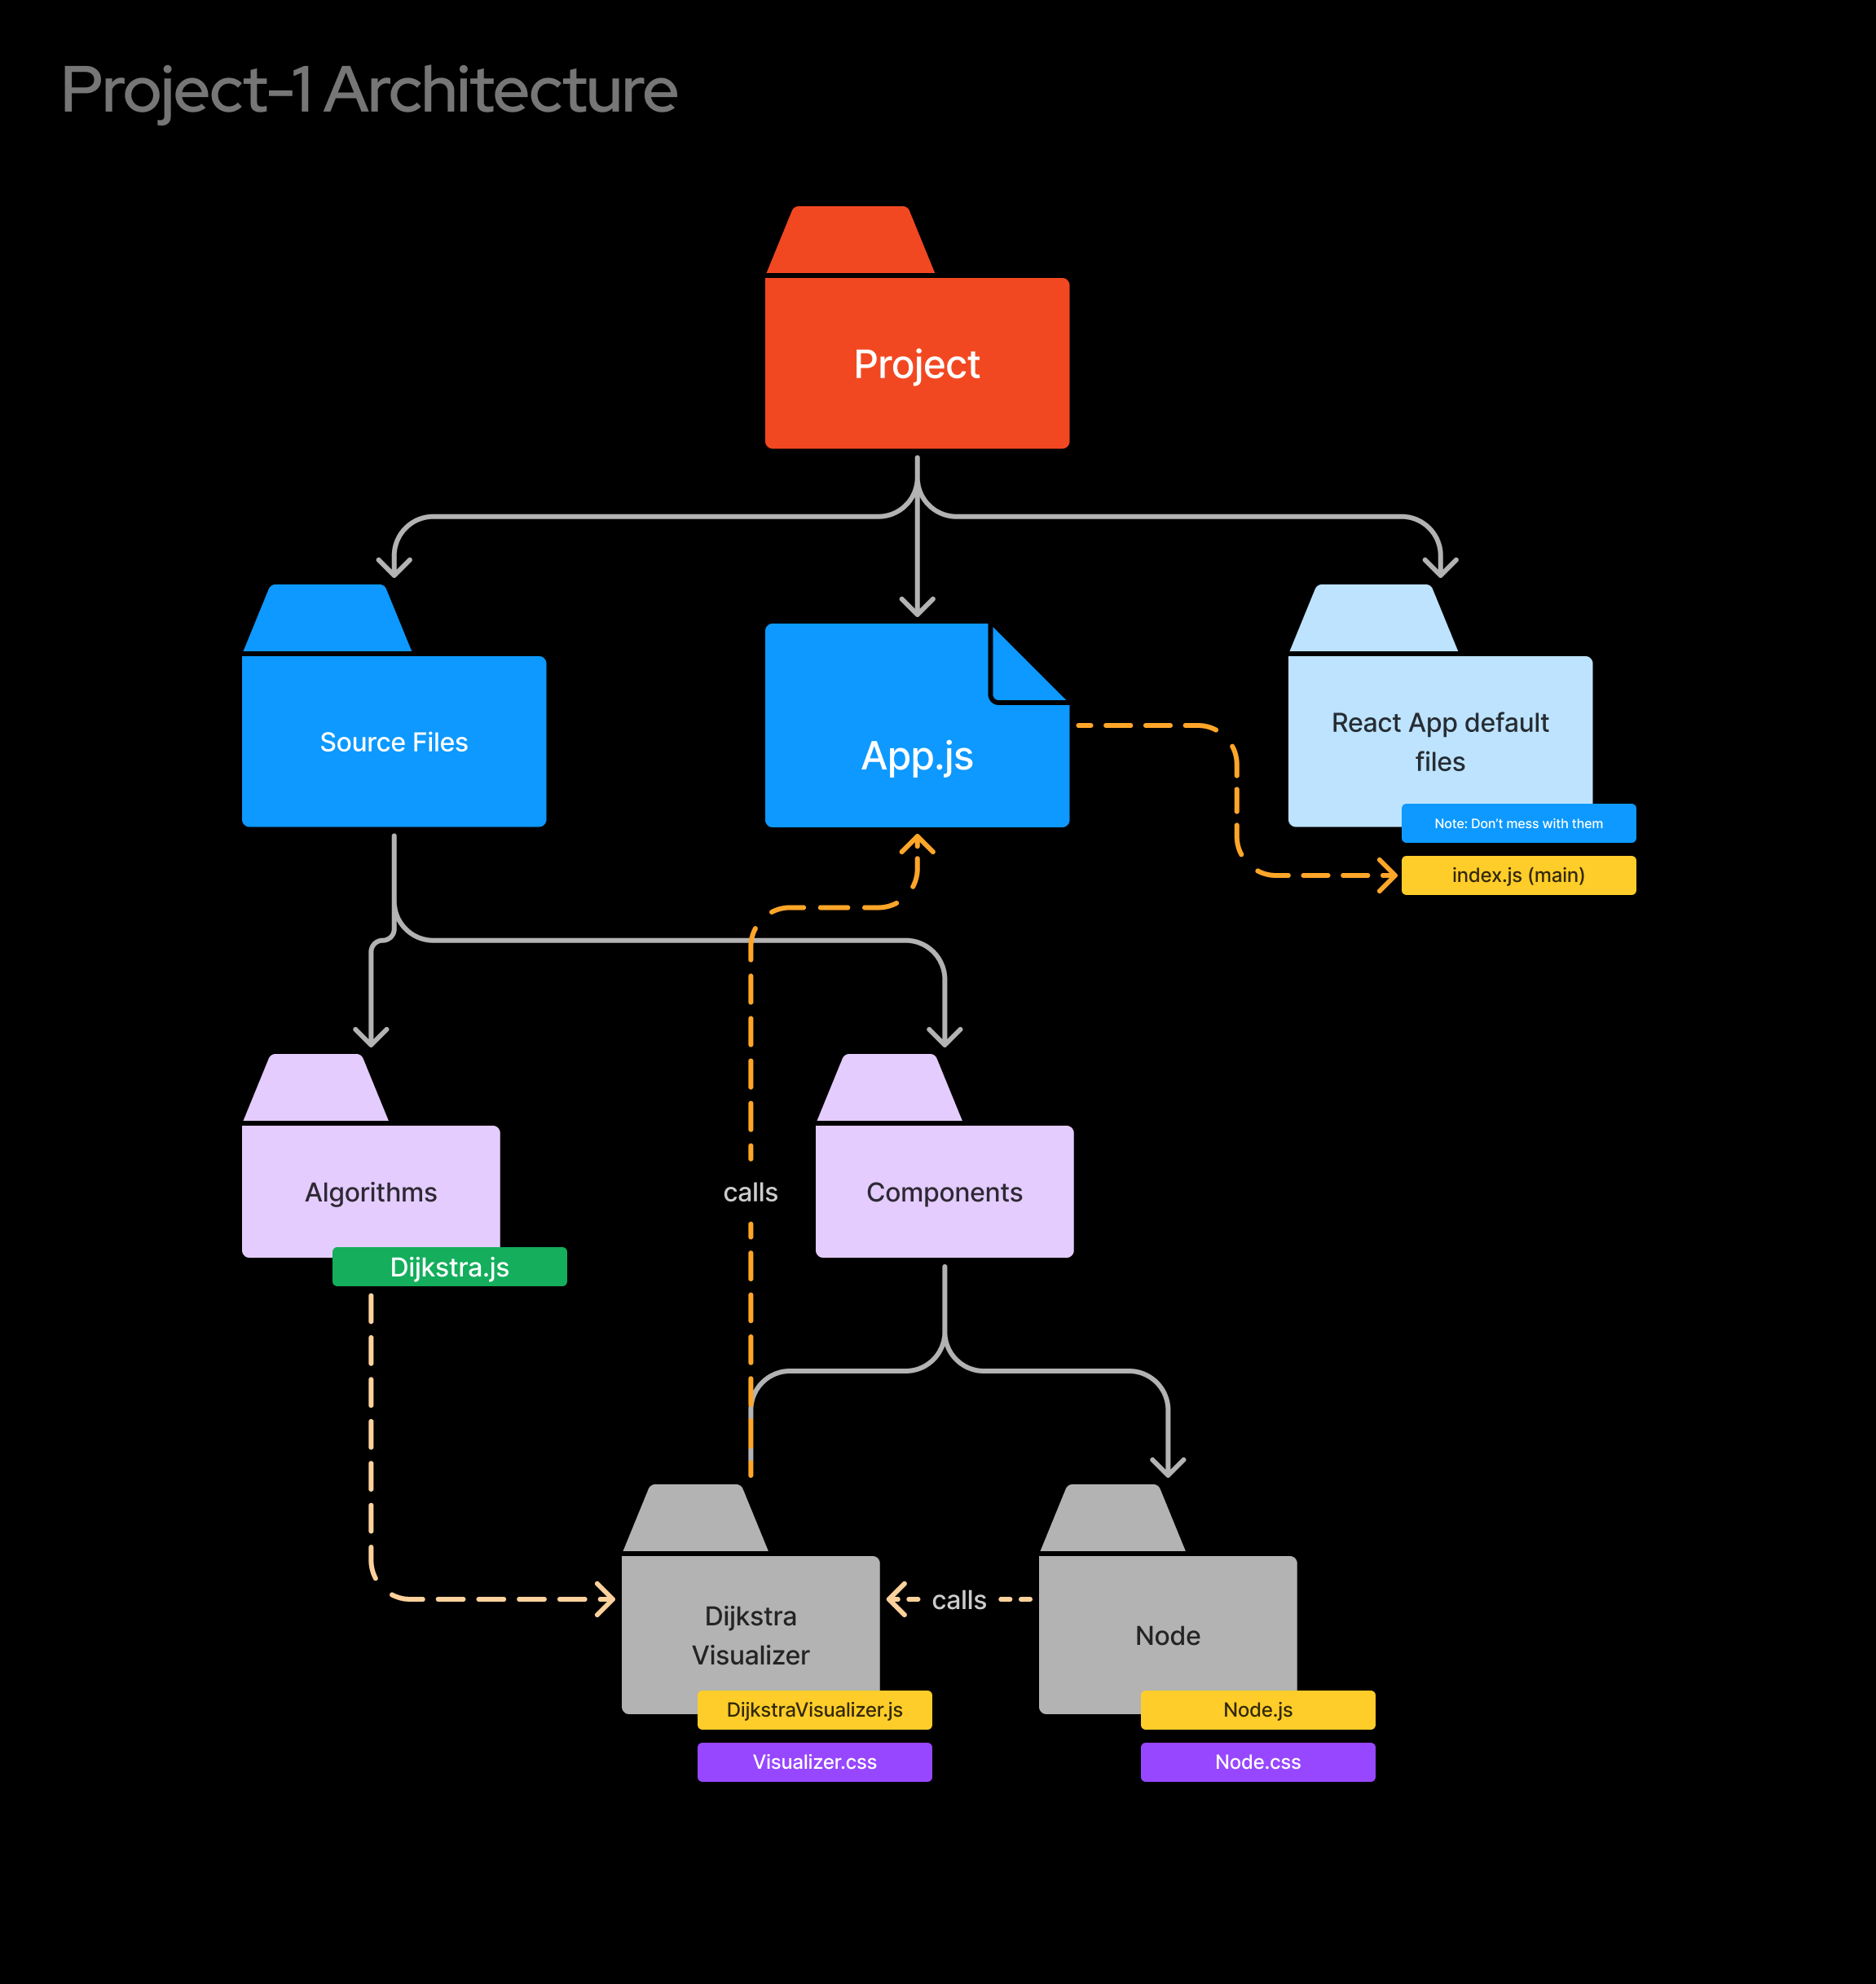 Project-1 Architecture
Project
Source Files
App.js
React App default
files
Note: Don't mess with them
index.js (main)
Algorithms
calls
Components
Dijkstra.js
Dijkstra
Visualizer
calls
Node
DijkstraVisualizer.js
Node.js
Visualizer.css
Node.css